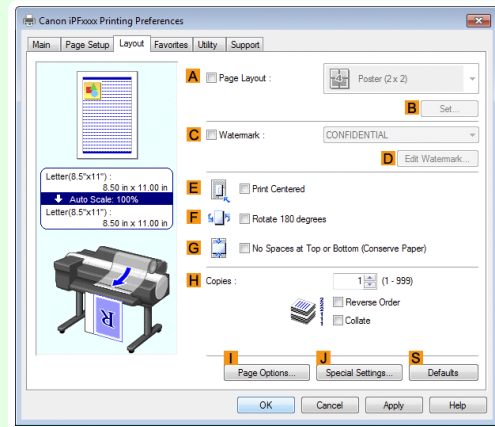 Canon iPFxxxx Printing Preferences
Main Page Setup Layout Favorites Utility Support
A Page Layout : Poster (2 x 2)
B Set...
C Watermark : CONFIDENTIAL
D Edit Watermark...
Letter(8.5"x11") :
8.50 in x 11.00 in
Auto Scale: 100%
Letter(8.5"x11") :
8.50 in x 11.00 in
E Print Centered
F Rotate 180 degrees
G No Spaces at Top or Bottom (Conserve Paper)
H Copies : 1 (1 - 999)
Reverse Order
Collate
R
I J S
Page Options... Special Settings... Defaults
OK Cancel Apply Help